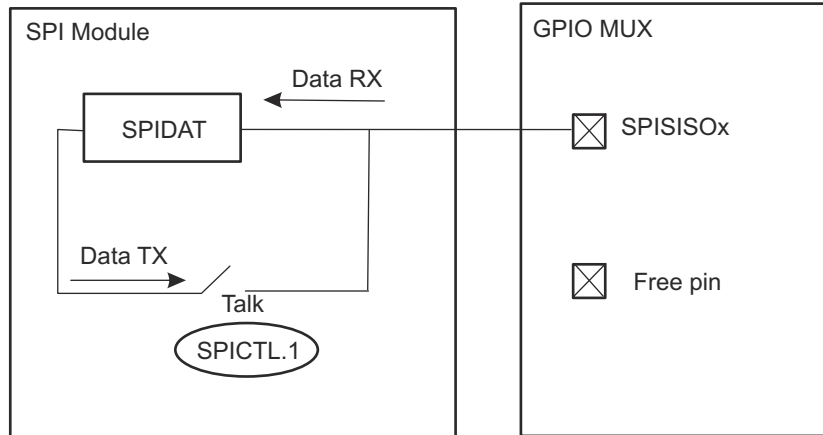 SPI Module
GPIO MUX
Data RX
SPIDAT
SPISISOx
Data TX
Free pin
Talk
SPICTL.1